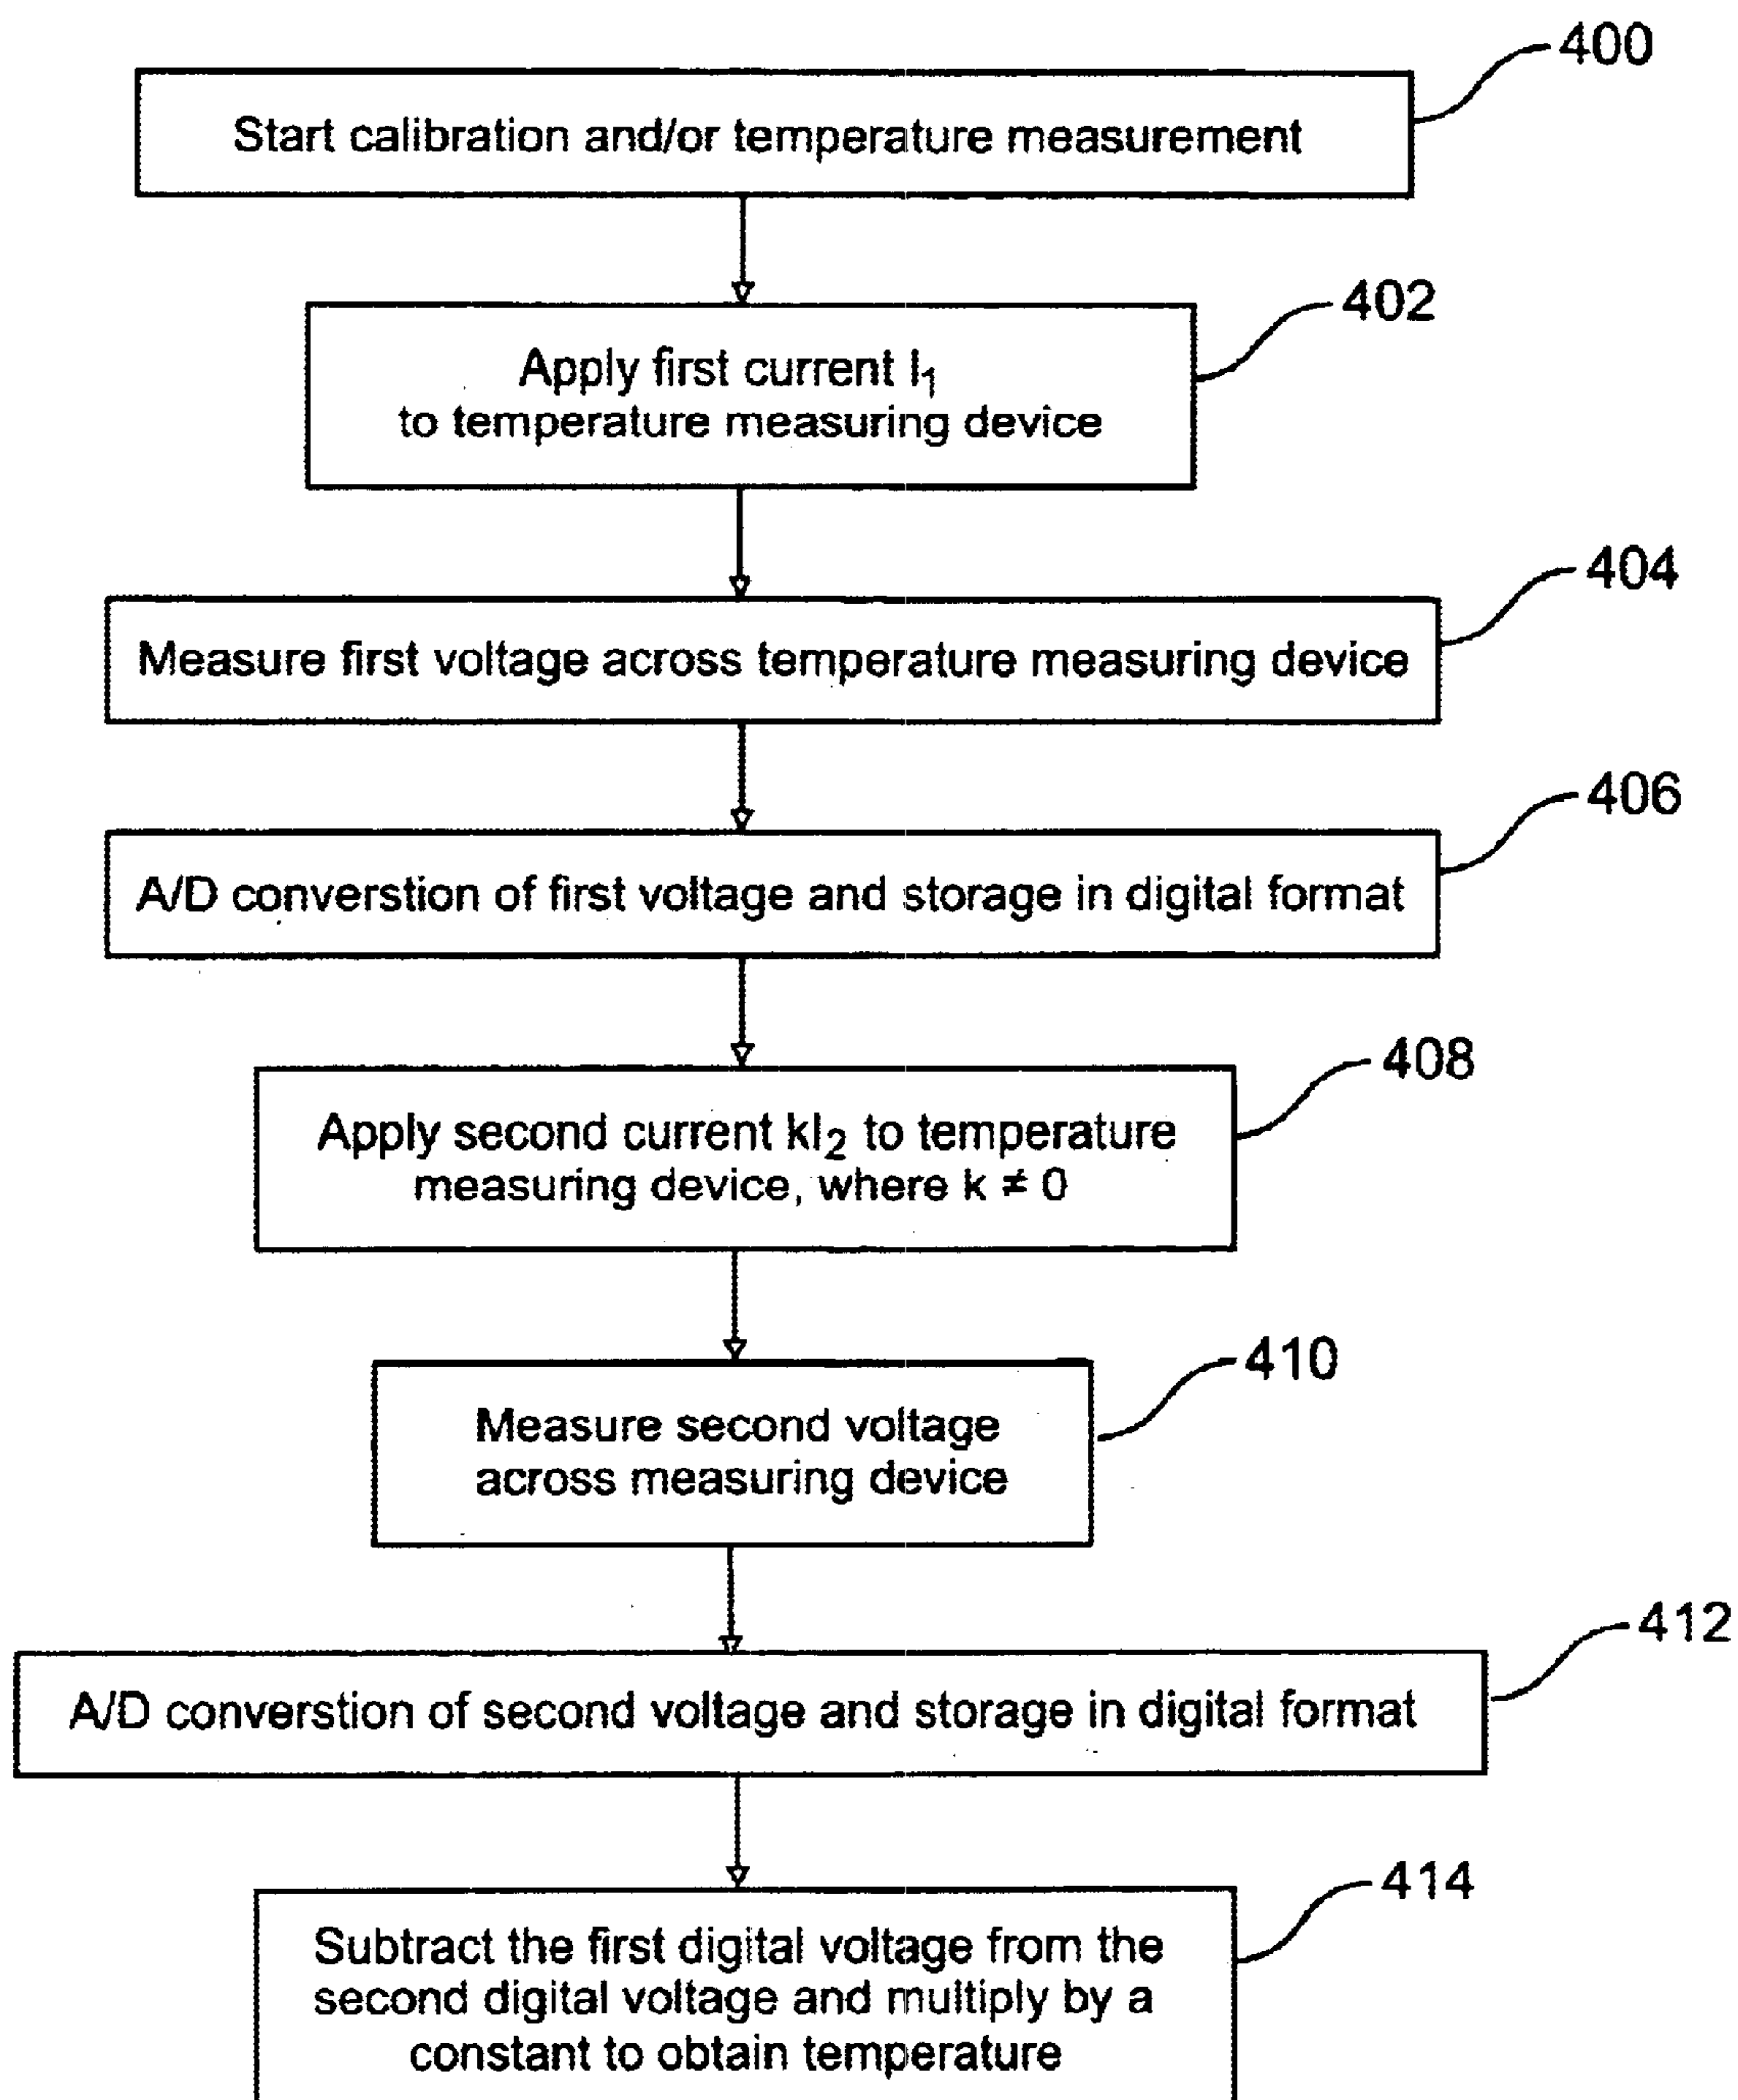 400
Start calibration and/or temperature measurement
402
Apply first current I₁
to temperature measuring device
404
Measure first voltage across temperature measuring device
406
A/D converstion of first voltage and storage in digital format
408
Apply second current kI₂ to temperature
measuring device, where k ≠ 0
410
Measure second voltage
across measuring device
412
A/D converstion of second voltage and storage in digital format
414
Subtract the first digital voltage from the
second digital voltage and multiply by a
constant to obtain temperature